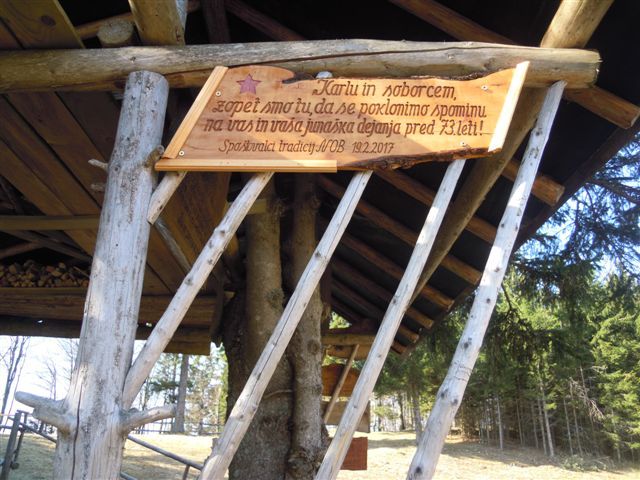 Karlu in soborcem,
zopet smo tu, da se poklonimo spominu
na vas in vaša junaška dejanja pred 73. leti!
Spoštvalci tradicij NOB 19.2.2017